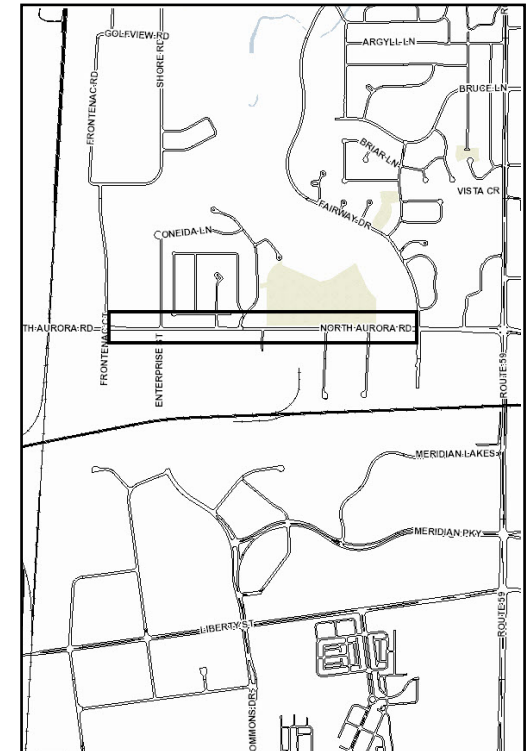 GOLFVIEW RD
SHORE RD
FRONTENAC RD
ARGYLL LN
BRUCE LN
BRIAR LN
VISTA CR
FAIRWAY DR
ONEIDA LN
TH AURORA RD
NORTH AURORA RD
FRONTENAC CT
ENTERPRISE ST
ROUTE 59
MERIDIAN LAKES
MERIDIAN PKY
ROUTE 59
LIBERTY ST
OMMONS DR